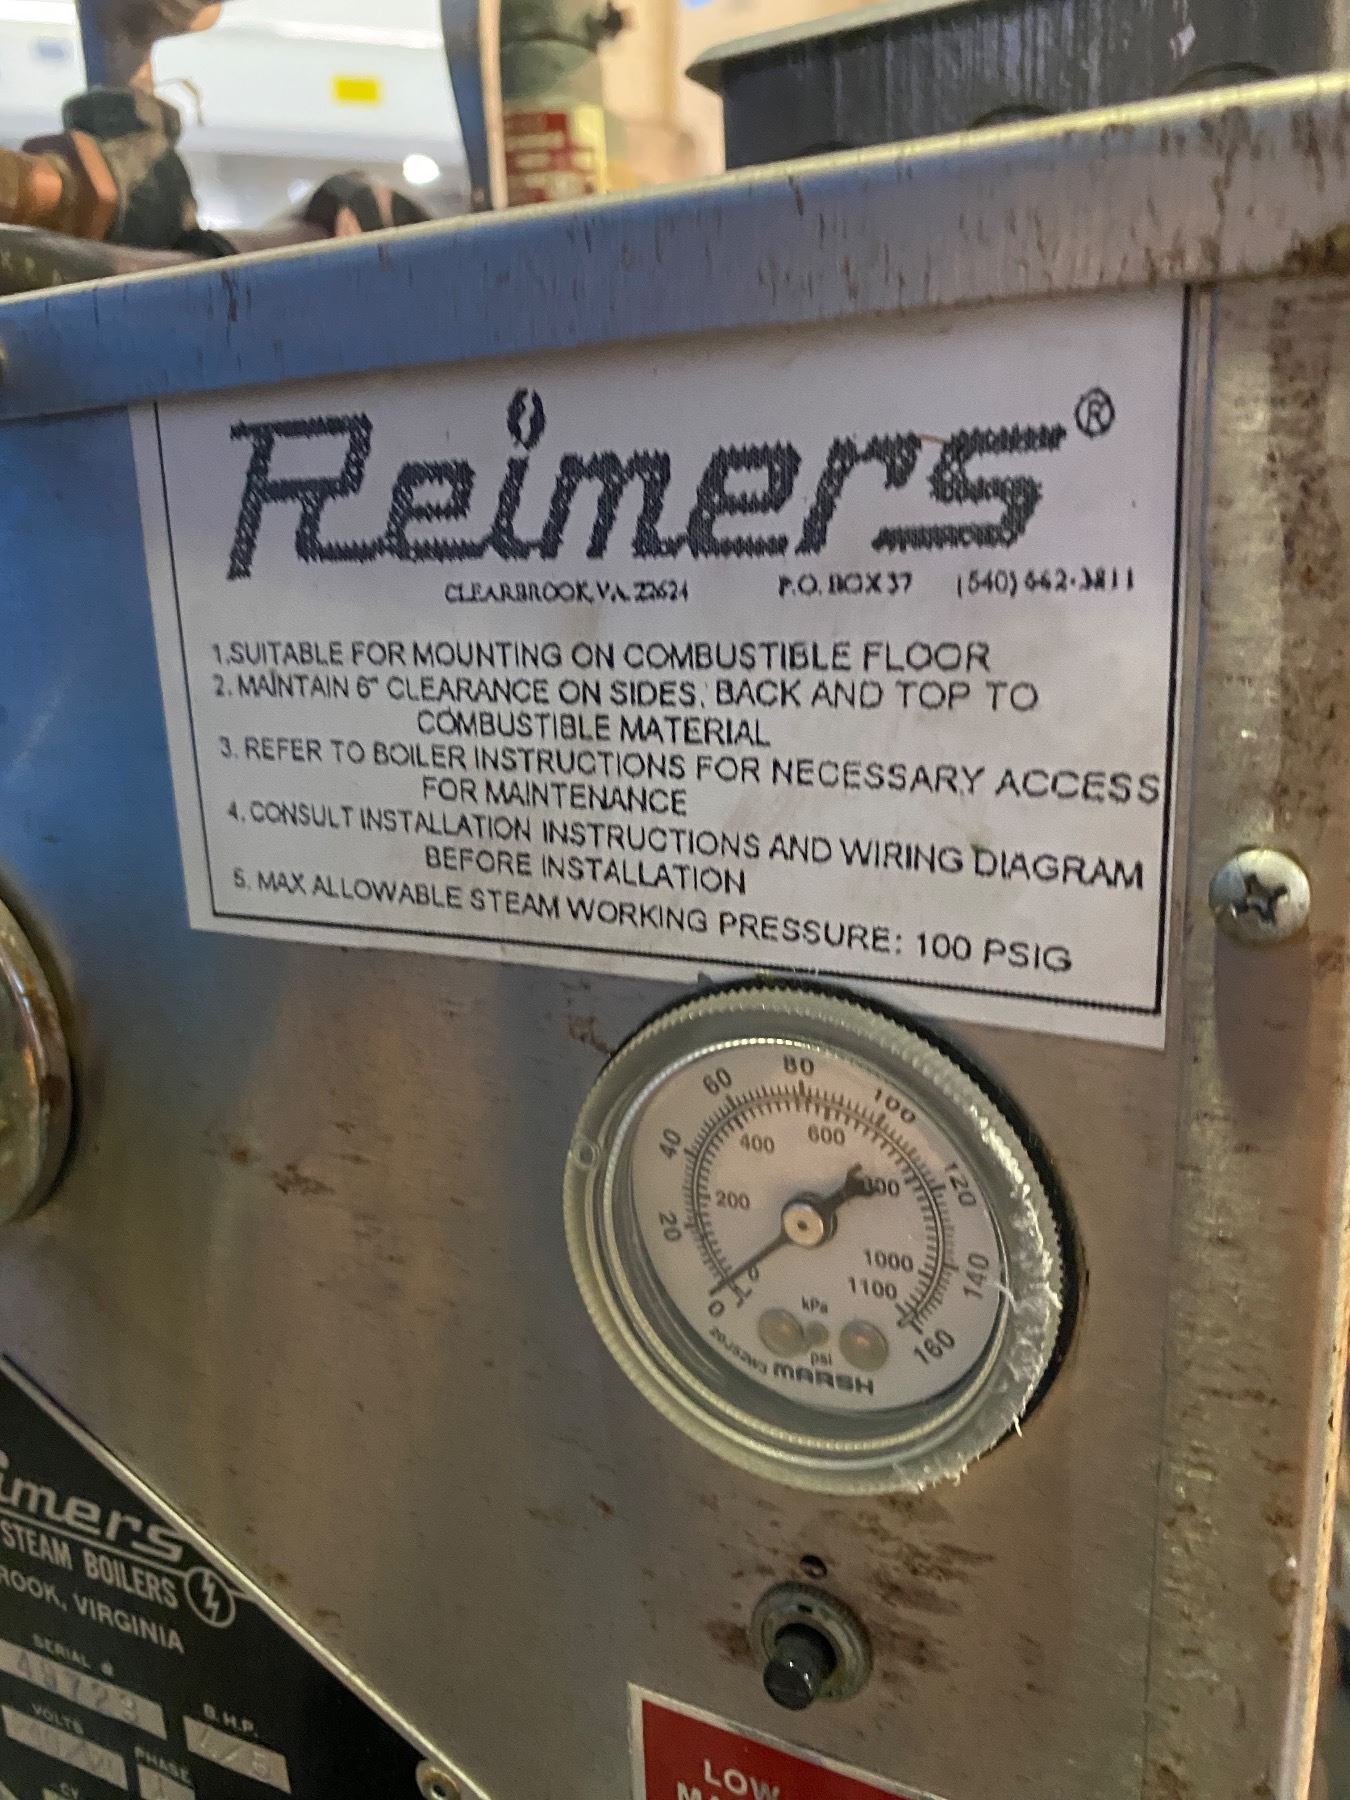 Reimers®
CLEARBROOK, VA. 22624 P.O. BOX 37 (540) 662-3811
1.SUITABLE FOR MOUNTING ON COMBUSTIBLE FLOOR
2. MAINTAIN 6" CLEARANCE ON SIDES, BACK AND TOP TO
COMBUSTIBLE MATERIAL
3. REFER TO BOILER INSTRUCTIONS FOR NECESSARY ACCESS
FOR MAINTENANCE
4. CONSULT INSTALLATION INSTRUCTIONS AND WIRING DIAGRAM
BEFORE INSTALLATION
5. MAX ALLOWABLE STEAM WORKING PRESSURE: 100 PSIG
0 20 40 60 80 100 120 140 160
0 200 400 600 800 1000 1100
kPa
psi
20J52W3 MARSH
imers
STEAM BOILERS
ROOK, VIRGINIA
SERIAL #
VOLTS
B.H.P.
PHASE
CY
LOW